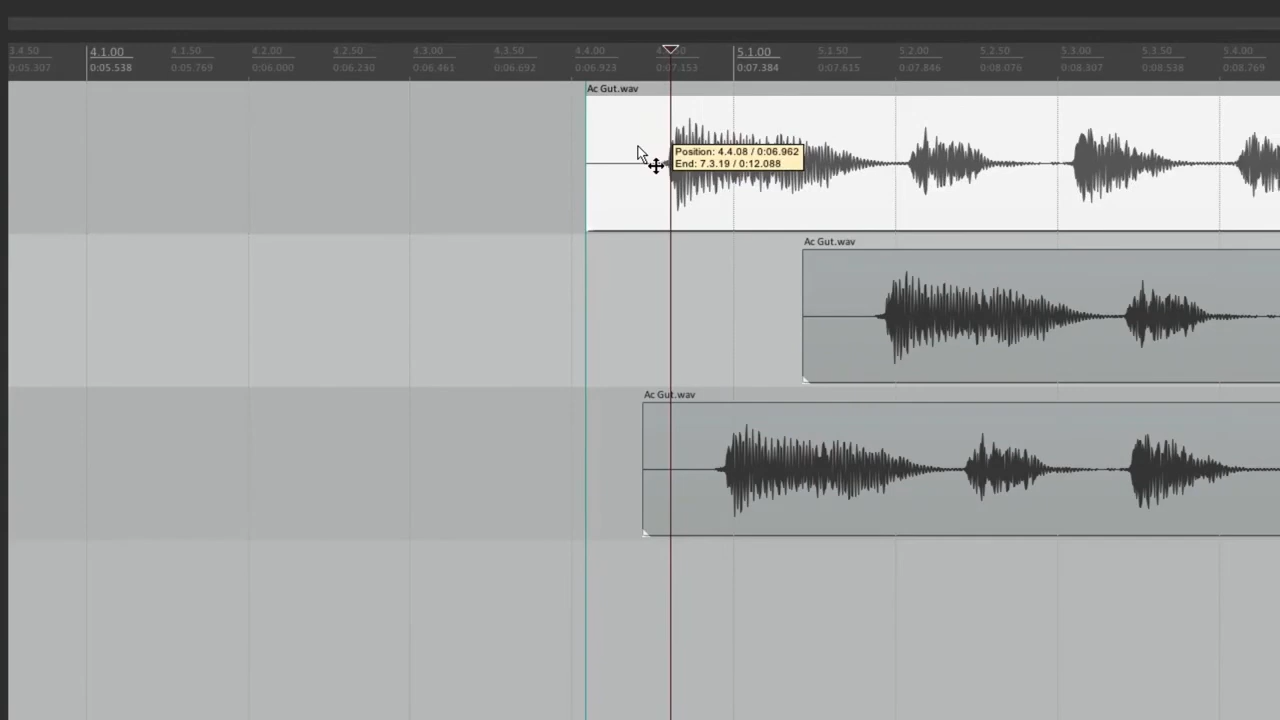 3.4.50 4.1.00 4.1.50 4.2.00 4.2.50 4.3.00 4.3.50 4.4.00 5.1.00 5.1.50 5.2.00 5.2.50 5.3.00 5.3.50 5.4.00
0:05.307 0:05.538 0:05.769 0:06.000 0:06.230 0:06.461 0:06.692 0:06.923 0:07.153 0:07.384 0:07.615 0:07.846 0:08.076 0:08.307 0:08.538 0:08.769
Ac Gut.wav
Position: 4.4.08 / 0:06.962
End: 7.3.19 / 0:12.088
Ac Gut.wav
Ac Gut.wav